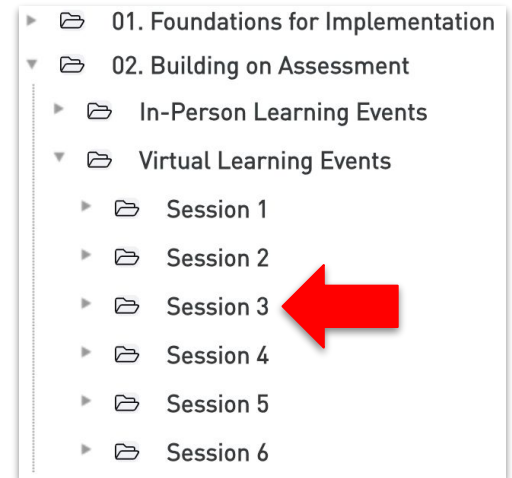 01. Foundations for Implementation
02. Building on Assessment
In-Person Learning Events
Virtual Learning Events
Session 1
Session 2
Session 3
Session 4
Session 5
Session 6